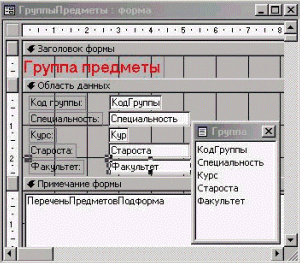 ГруппыПредметы : форма
Заголовок формы
Группа предметы
Область данных
Код группы: КодГруппы
Специальность: Специальность
Курс: Кур
Староста: Староста
Факультет: Факультет
Группа
КодГруппы
Специальность
Курс
Староста
Факультет
Примечание формы
ПереченьПредметовПодформа